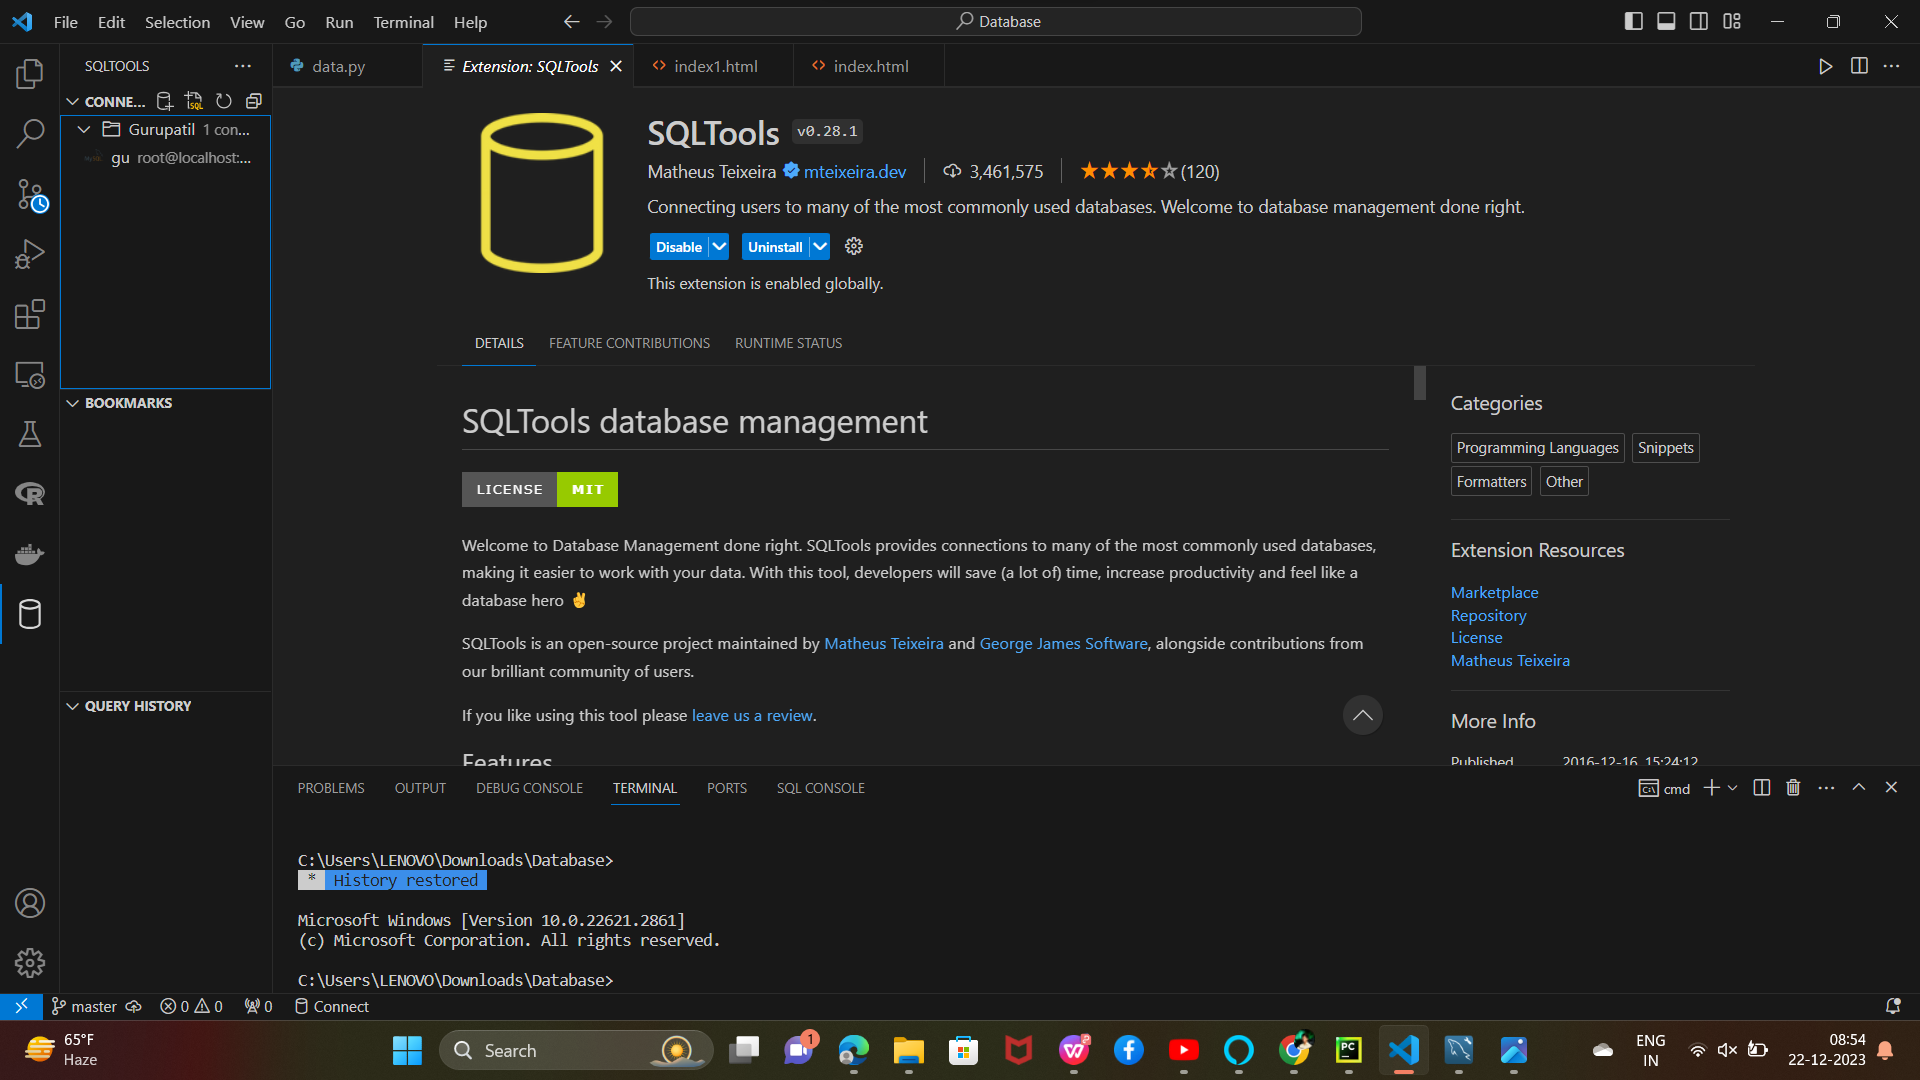 File Edit Selection View Go Run Terminal Help
Database
SQLTOOLS
data.py
Extension: SQLTools
index1.html
index.html
CONNE...
Gurupatil 1 con...
gu root@localhost:...
BOOKMARKS
QUERY HISTORY
SQLTools v0.28.1
Matheus Teixeira mteixeira.dev 3,461,575 (120)
Connecting users to many of the most commonly used databases. Welcome to database management done right.
Disable Uninstall
This extension is enabled globally.
DETAILS FEATURE CONTRIBUTIONS RUNTIME STATUS
SQLTools database management
LICENSE MIT
Welcome to Database Management done right. SQLTools provides connections to many of the most commonly used databases,
making it easier to work with your data. With this tool, developers will save (a lot of) time, increase productivity and feel like a
database hero ✌
SQLTools is an open-source project maintained by Matheus Teixeira and George James Software, alongside contributions from
our brilliant community of users.
If you like using this tool please leave us a review.
Features
Categories
Programming Languages Snippets
Formatters Other
Extension Resources
Marketplace
Repository
License
Matheus Teixeira
More Info
Published 2016-12-16, 15:24:12
PROBLEMS OUTPUT DEBUG CONSOLE TERMINAL PORTS SQL CONSOLE
cmd
C:\Users\LENOVO\Downloads\Database>
* History restored
Microsoft Windows [Version 10.0.22621.2861]
(c) Microsoft Corporation. All rights reserved.
C:\Users\LENOVO\Downloads\Database>
master 0 0 0 Connect
65°F
Haze
Search
1
ENG
IN
08:54
22-12-2023